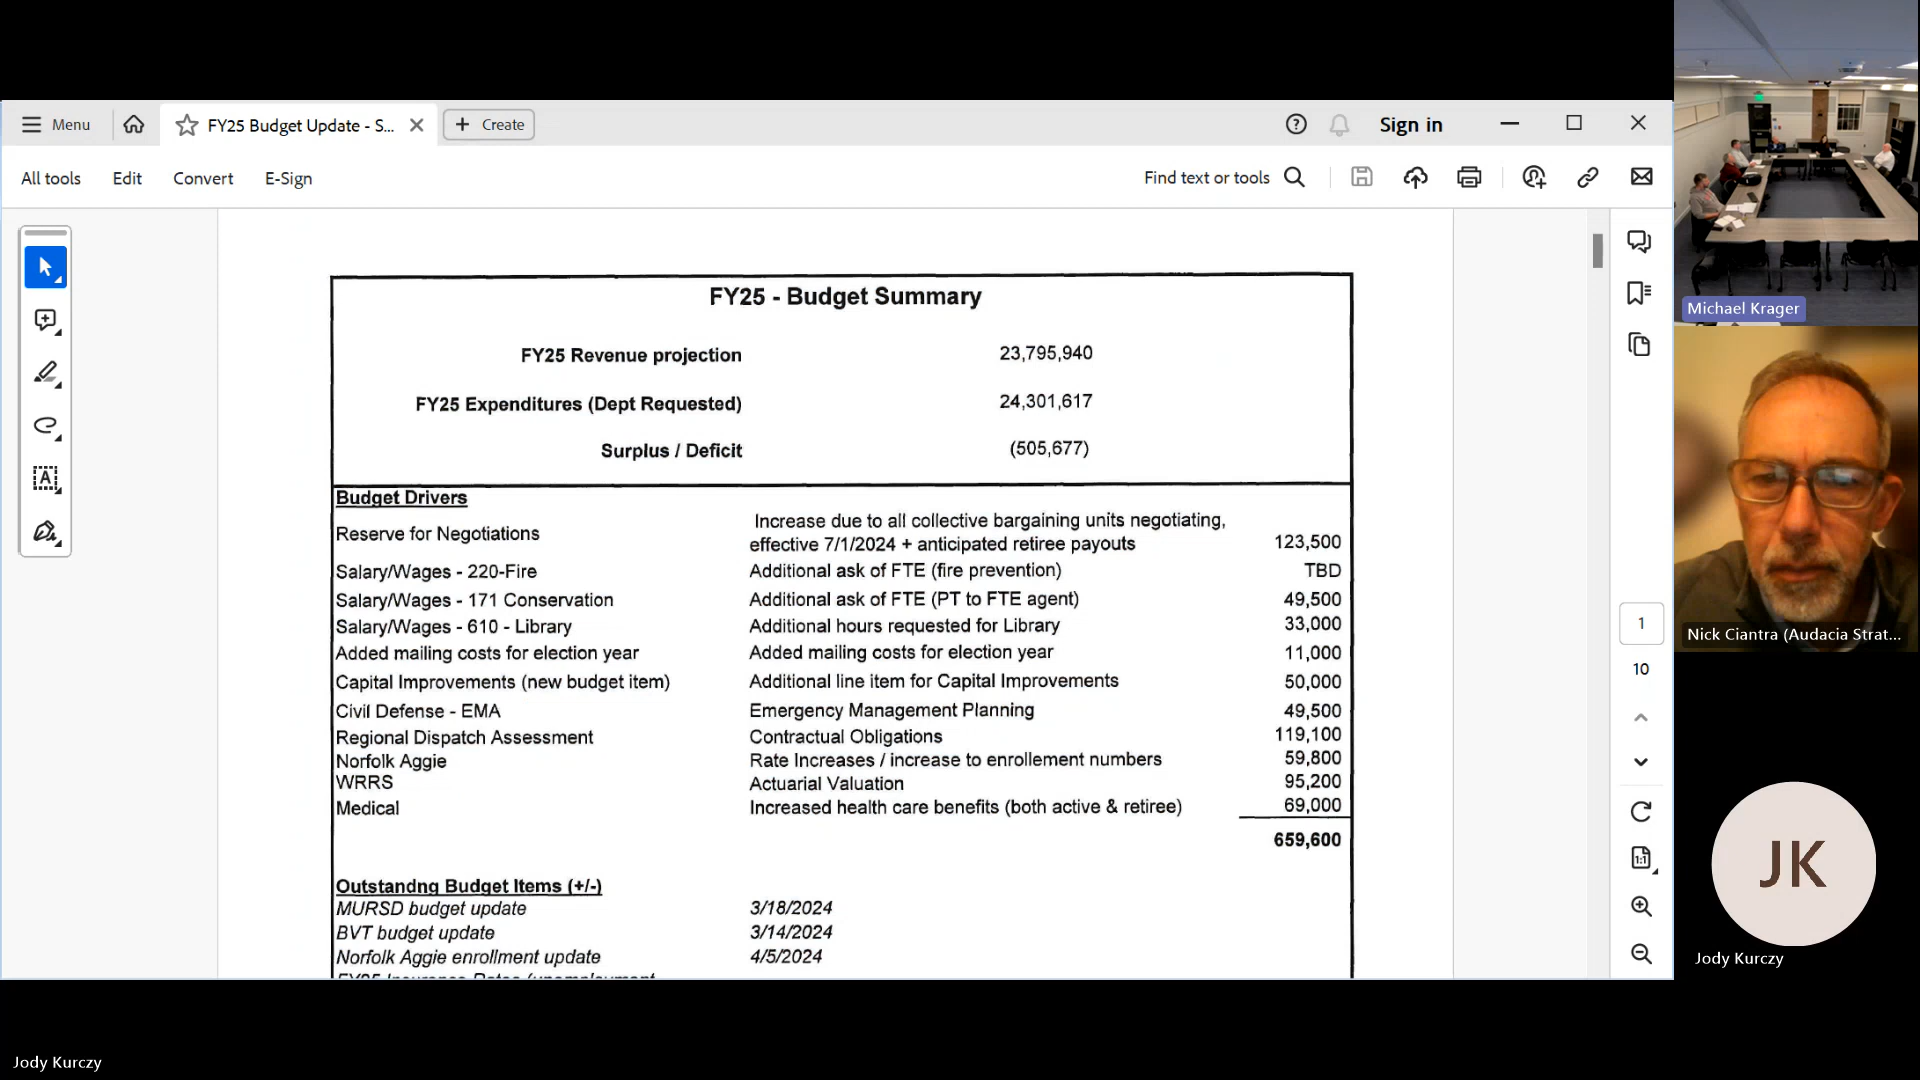 Menu
FY25 Budget Update - S...
Create
Sign in
All tools
Edit
Convert
E-Sign
Find text or tools
FY25 - Budget Summary
FY25 Revenue projection 23,795,940
FY25 Expenditures (Dept Requested) 24,301,617
Surplus / Deficit (505,677)
Budget Drivers
Reserve for Negotiations Increase due to all collective bargaining units negotiating,
effective 7/1/2024 + anticipated retiree payouts 123,500
Salary/Wages - 220-Fire Additional ask of FTE (fire prevention) TBD
Salary/Wages - 171 Conservation Additional ask of FTE (PT to FTE agent) 49,500
Salary/Wages - 610 - Library Additional hours requested for Library 33,000
Added mailing costs for election year Added mailing costs for election year 11,000
Capital Improvements (new budget item) Additional line item for Capital Improvements 50,000
Civil Defense - EMA Emergency Management Planning 49,500
Regional Dispatch Assessment Contractual Obligations 119,100
Norfolk Aggie Rate Increases / increase to enrollement numbers 59,800
WRRS Actuarial Valuation 95,200
Medical Increased health care benefits (both active & retiree) 69,000
659,600
Outstandng Budget Items (+/-)
MURSD budget update 3/18/2024
BVT budget update 3/14/2024
Norfolk Aggie enrollment update 4/5/2024
FY25 Insurance Rates (unemployment
1
10
1:1
Michael Krager
Nick Ciantra (Audacia Strat...
JK
Jody Kurczy
Jody Kurczy